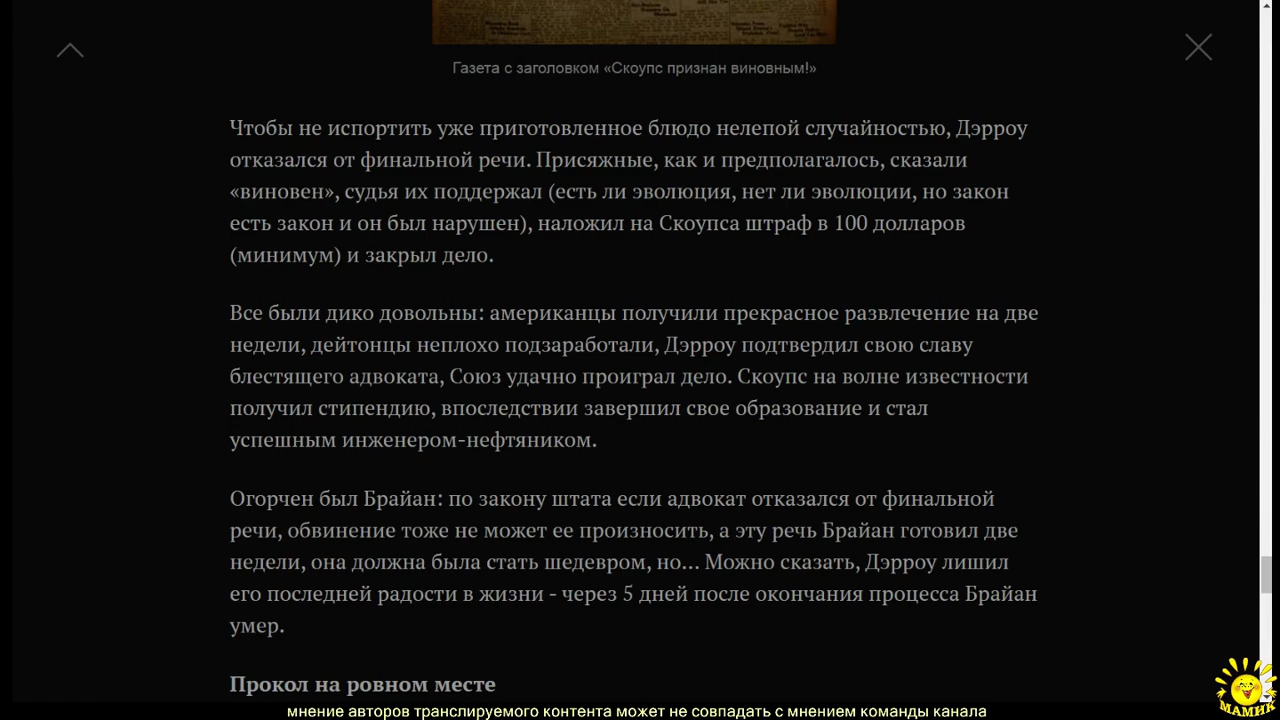 Газета с заголовком «Скоупс признан виновным!»
Чтобы не испортить уже приготовленное блюдо нелепой случайностью, Дэрроу
отказался от финальной речи. Присяжные, как и предполагалось, сказали
«виновен», судья их поддержал (есть ли эволюция, нет ли эволюции, но закон
есть закон и он был нарушен), наложил на Скоупса штраф в 100 долларов
(минимум) и закрыл дело.
Все были дико довольны: американцы получили прекрасное развлечение на две
недели, дейтонцы неплохо подзаработали, Дэрроу подтвердил свою славу
блестящего адвоката, Союз удачно проиграл дело. Скоупс на волне известности
получил стипендию, впоследствии завершил свое образование и стал
успешным инженером-нефтяником.
Огорчен был Брайан: по закону штата если адвокат отказался от финальной
речи, обвинение тоже не может ее произносить, а эту речь Брайан готовил две
недели, она должна была стать шедевром, но... Можно сказать, Дэрроу лишил
его последней радости в жизни - через 5 дней после окончания процесса Брайан
умер.
Прокол на ровном месте
МАМИК
мнение авторов транслируемого контента может не совпадать с мнением команды канала